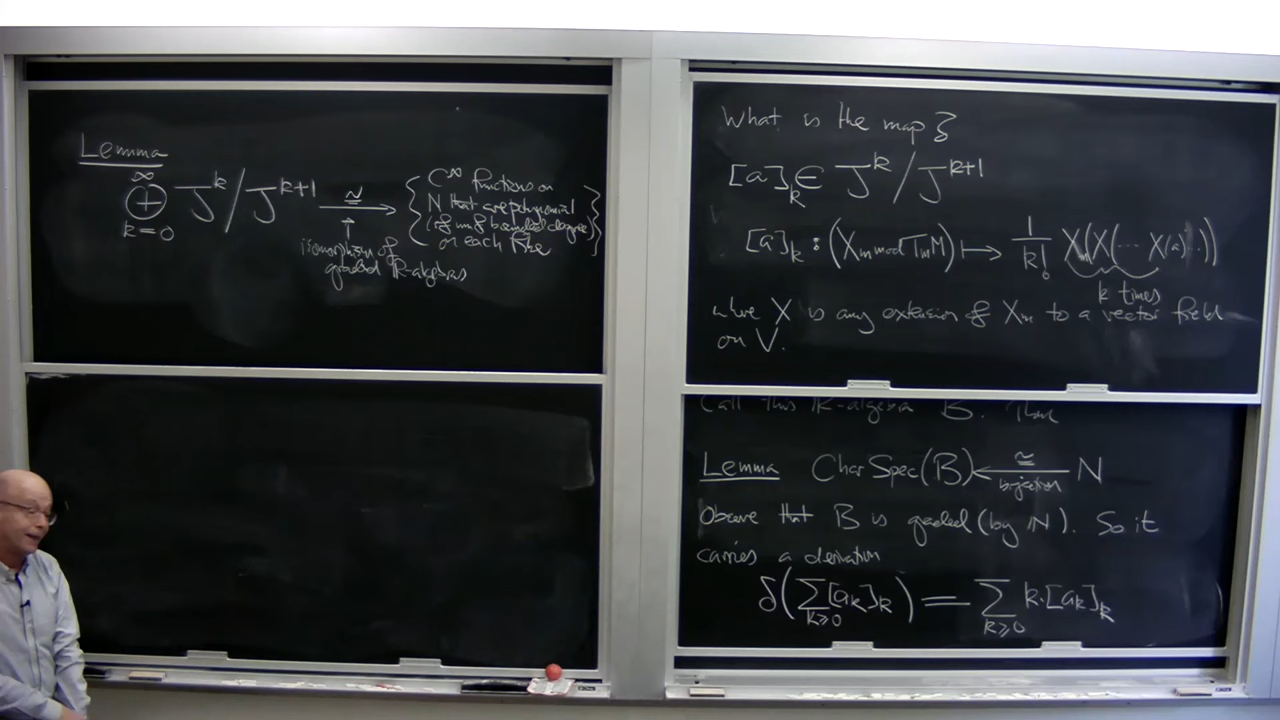 Lemma
∞
⊕ J^k / J^{k+1} ≅ → { C^∞ functions on
k=0
N that are polynomial
(of unif bounded degree)
on each fibre }
↑
isomorphism of
graded R-algebras
What is the map?
[a]_k ∈ J^k / J^{k+1}
[a]_k : (X_m mod T_mM) ↦ 1/k! X(X(⋯ X(a)⋯))
k times
where X is any extension of X_m to a vector field
on V.
Call this R-algebra B. Then
Lemma CharSpec(B) ←≅ N
bijection
Observe that B is graded (by N). So it
carries a derivation
δ(∑_{k≥0} [a_k]_k) = ∑_{k≥0} k·[a_k]_k